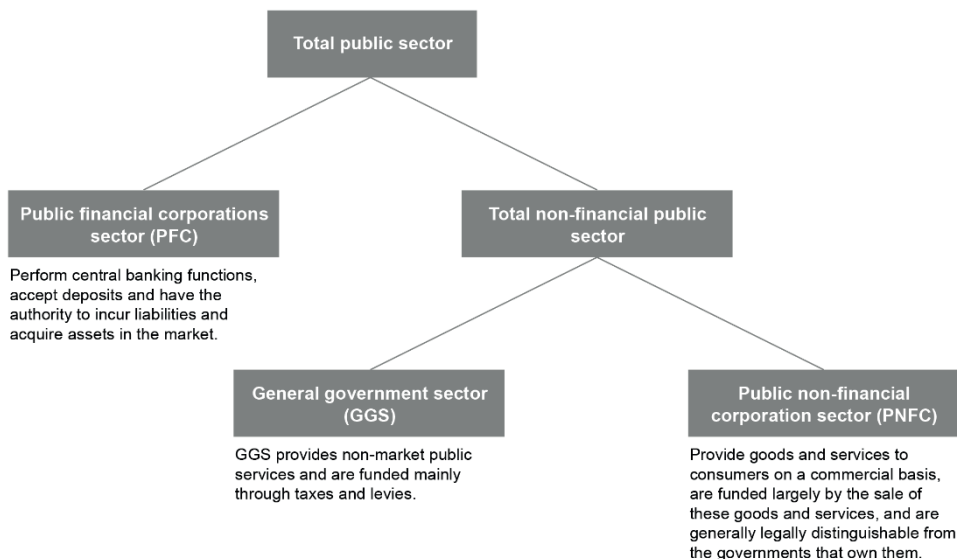 Total public sector
Public financial corporations
sector (PFC)
Perform central banking functions,
accept deposits and have the
authority to incur liabilities and
acquire assets in the market.
Total non-financial public
sector
General government sector
(GGS)
GGS provides non-market public
services and are funded mainly
through taxes and levies.
Public non-financial
corporation sector (PNFC)
Provide goods and services to
consumers on a commercial basis,
are funded largely by the sale of
these goods and services, and are
generally legally distinguishable from
the governments that own them.